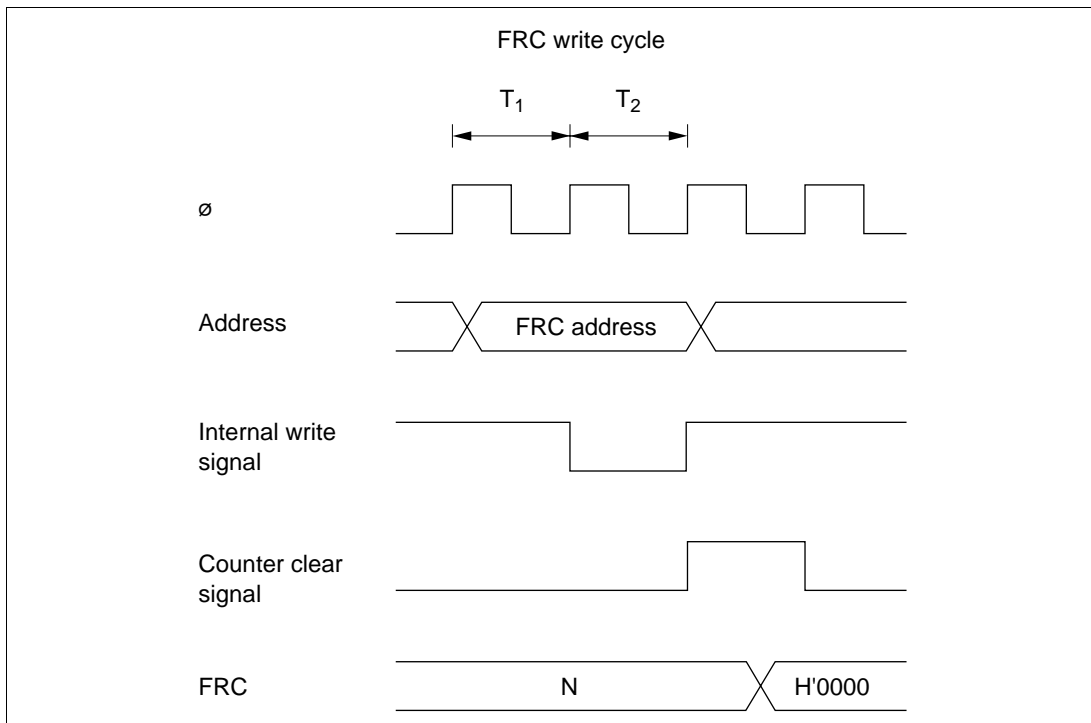 FRC write cycle
T1 T2
ø
Address
FRC address
Internal write
signal
Counter clear
signal
FRC
N
H'0000